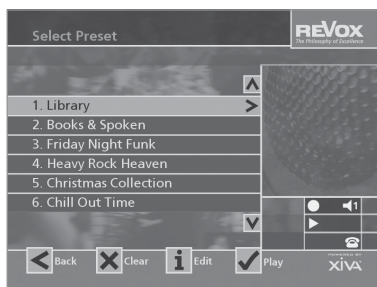 Select Preset
REVOX
The Philosophy of Excellence
1. Library
2. Books & Spoken
3. Friday Night Funk
4. Heavy Rock Heaven
5. Christmas Collection
6. Chill Out Time
1
Back
Clear
i Edit
Play
POWERED BY
XiVA